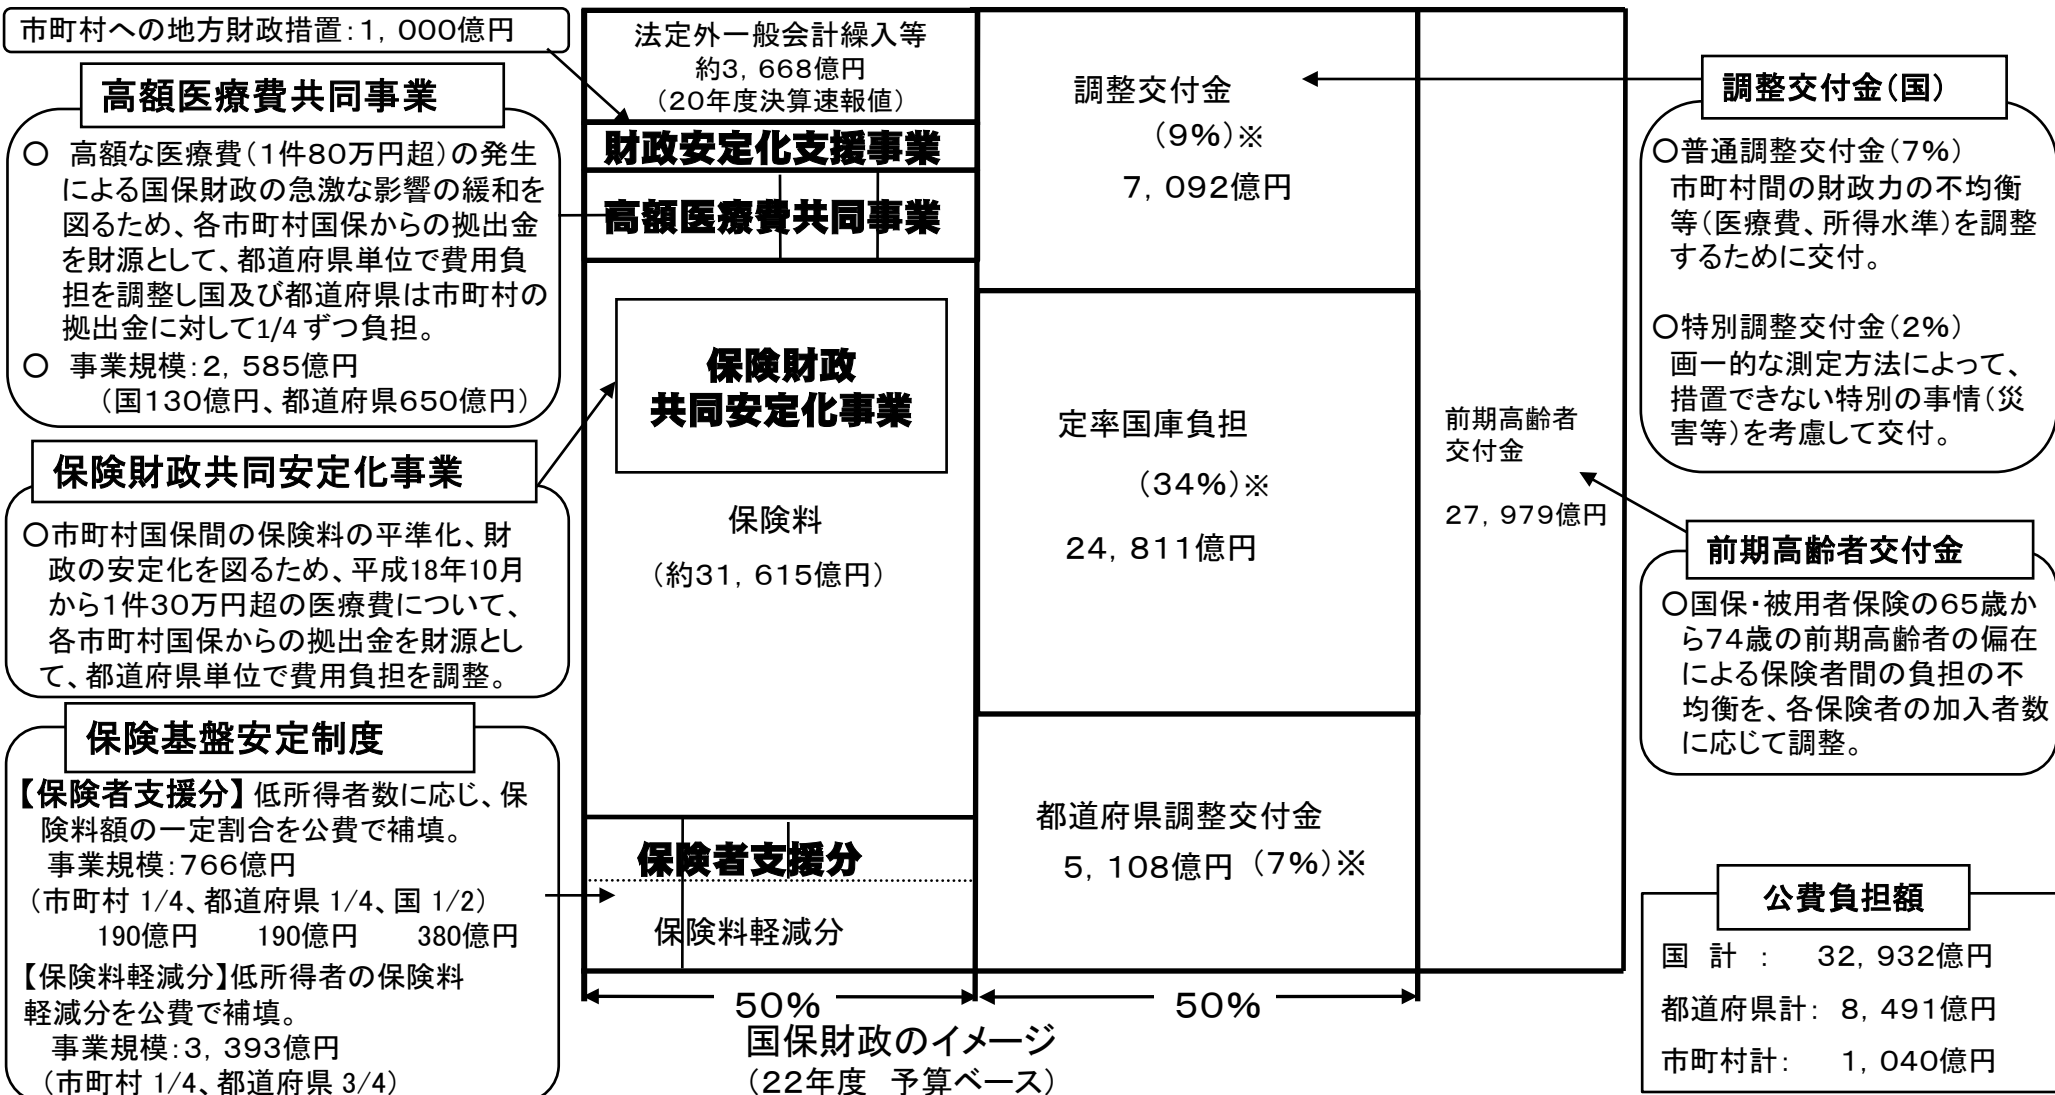 市町村への地方財政措置:1,000億円
高額医療費共同事業
○ 高額な医療費(1件80万円超)の発生
による国保財政の急激な影響の緩和を
図るため、各市町村国保からの拠出金
を財源として、都道府県単位で費用負
担を調整し国及び都道府県は市町村の
拠出金に対して1/4 ずつ負担。
○ 事業規模:2,585億円
(国130億円、都道府県650億円)
保険財政共同安定化事業
○市町村国保間の保険料の平準化、財
政の安定化を図るため、平成18年10月
から1件30万円超の医療費について、
各市町村国保からの拠出金を財源とし
て、都道府県単位で費用負担を調整。
保険基盤安定制度
【保険者支援分】低所得者数に応じ、保
険料額の一定割合を公費で補填。
事業規模:766億円
(市町村 1/4、都道府県 1/4、国 1/2)
190億円 190億円 380億円
【保険料軽減分】低所得者の保険料
軽減分を公費で補填。
事業規模:3,393億円
(市町村 1/4、都道府県 3/4)
法定外一般会計繰入等
約3,668億円
(20年度決算速報値)
財政安定化支援事業
高額医療費共同事業
保険財政
共同安定化事業
保険料
(約31,615億円)
保険者支援分
保険料軽減分
調整交付金
(9%)※
7,092億円
定率国庫負担
(34%)※
24,811億円
都道府県調整交付金
5,108億円(7%)※
前期高齢者
交付金
27,979億円
50%
50%
国保財政のイメージ
(22年度 予算ベース)
調整交付金(国)
○普通調整交付金(7%)
市町村間の財政力の不均衡
等(医療費、所得水準)を調整
するために交付。
○特別調整交付金(2%)
画一的な測定方法によって、
措置できない特別の事情(災
害等)を考慮して交付。
前期高齢者交付金
○国保・被用者保険の65歳か
ら74歳の前期高齢者の偏在
による保険者間の負担の不
均衡を、各保険者の加入者数
に応じて調整。
公費負担額
国 計 : 32,932億円
都道府県計: 8,491億円
市町村計: 1,040億円